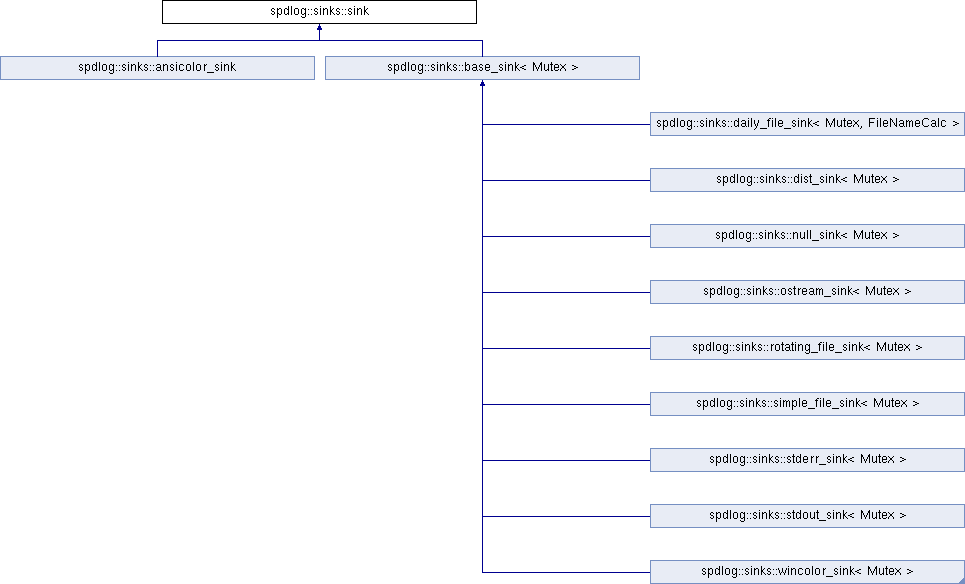 spdlog::sinks::sink
spdlog::sinks::ansicolor_sink
spdlog::sinks::base_sink< Mutex >
spdlog::sinks::daily_file_sink< Mutex, FileNameCalc >
spdlog::sinks::dist_sink< Mutex >
spdlog::sinks::null_sink< Mutex >
spdlog::sinks::ostream_sink< Mutex >
spdlog::sinks::rotating_file_sink< Mutex >
spdlog::sinks::simple_file_sink< Mutex >
spdlog::sinks::stderr_sink< Mutex >
spdlog::sinks::stdout_sink< Mutex >
spdlog::sinks::wincolor_sink< Mutex >